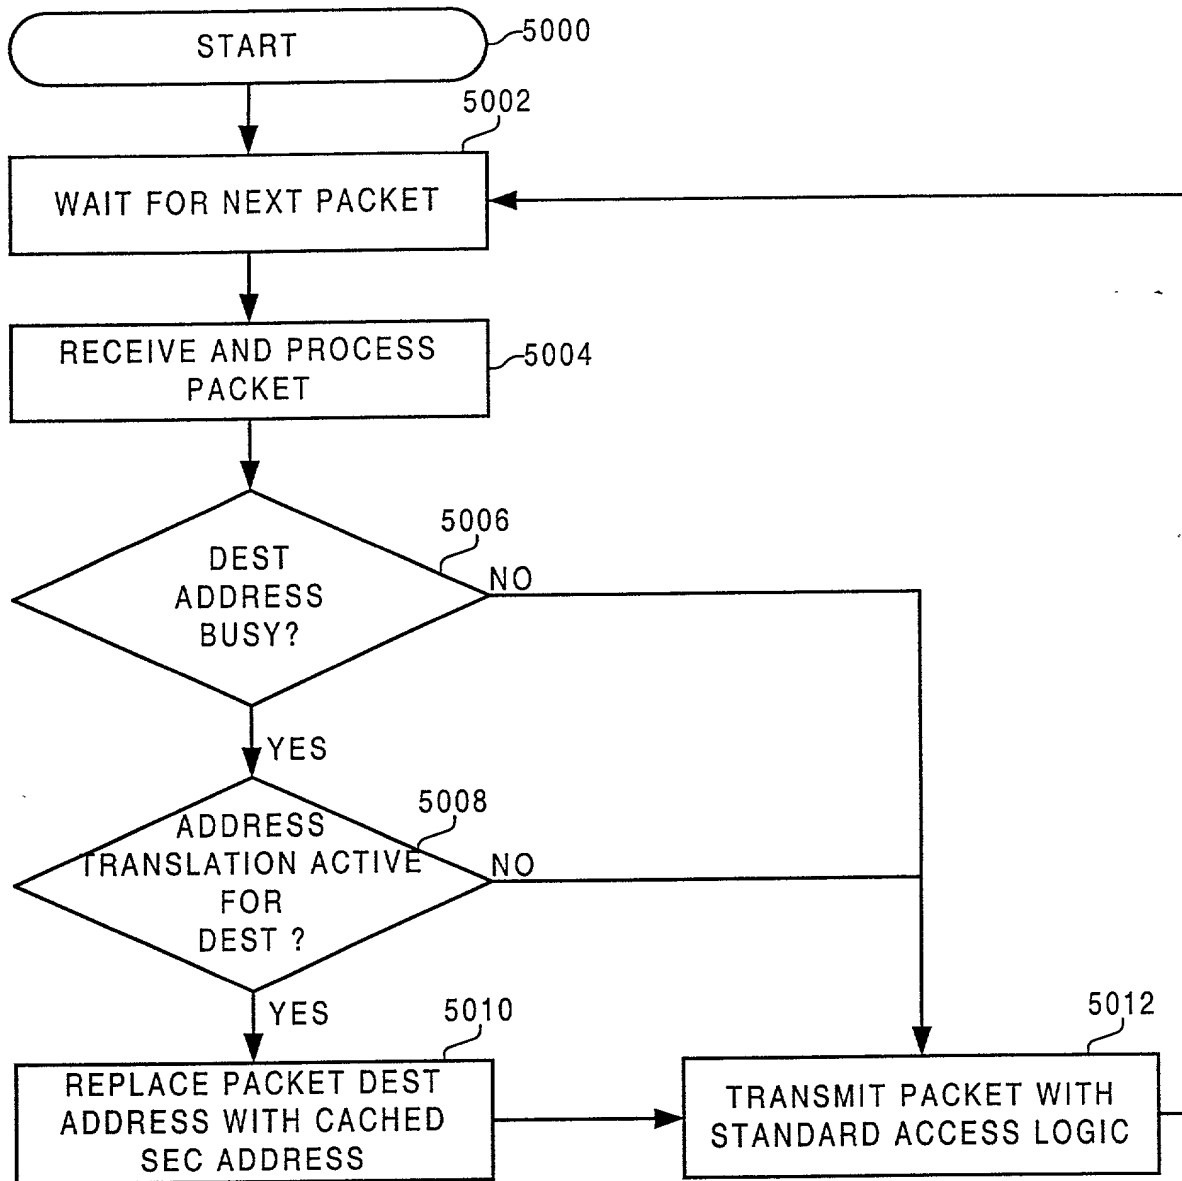 START
5000
5002
WAIT FOR NEXT PACKET
RECEIVE AND PROCESS
PACKET
5004
5006
DEST
ADDRESS
BUSY?
NO
YES
5008
ADDRESS
TRANSLATION ACTIVE
FOR
DEST ?
NO
YES
5010
REPLACE PACKET DEST
ADDRESS WITH CACHED
SEC ADDRESS
5012
TRANSMIT PACKET WITH
STANDARD ACCESS LOGIC